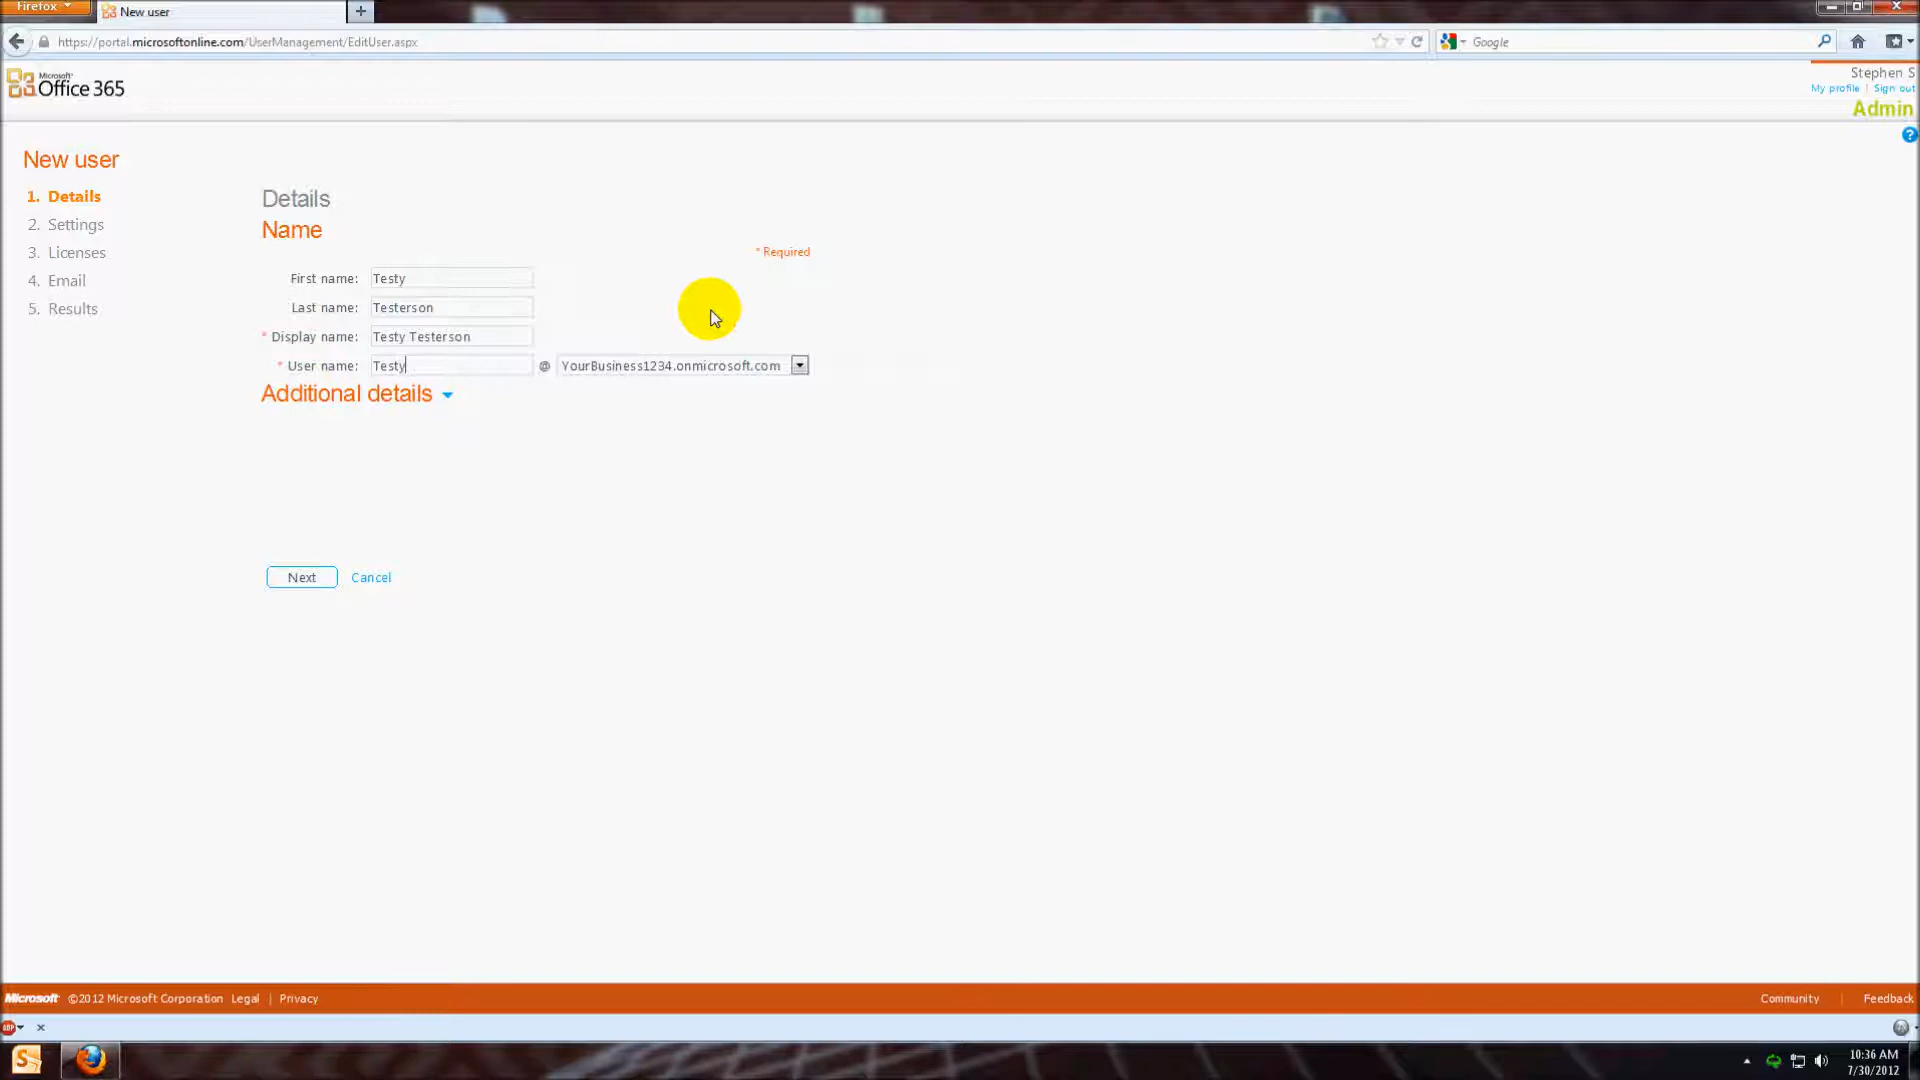 Firefox
New user
https://portal.microsoftonline.com/UserManagement/EditUser.aspx
Google
Microsoft®
Office 365
Stephen S
My profile | Sign out
Admin
?
New user
1. Details
2. Settings
3. Licenses
4. Email
5. Results
Details
Name
* Required
First name: Testy
Last name: Testerson
* Display name: Testy Testerson
* User name: Testy @ YourBusiness1234.onmicrosoft.com
Additional details
Next Cancel
Microsoft ©2012 Microsoft Corporation Legal | Privacy
Community | Feedback
ABP
S
10:36 AM
7/30/2012